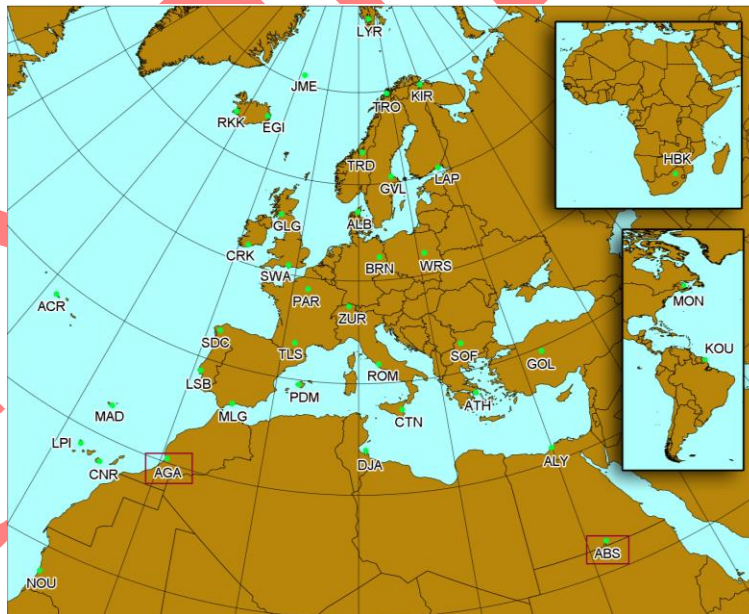 LYR
JME
KIR
TRO
RKK
EGI
HBK
TRD
GVL
LAP
GLG
ALB
CRK
BRN
WRS
SWA
PAR
MON
ACR
ZUR
SDC
TLS
SOF
GOL
KOU
LSB
ROM
PDM
ATH
MAD
MLG
CTN
LPI
CNR
AGA
DJA
ALY
ABS
NOU